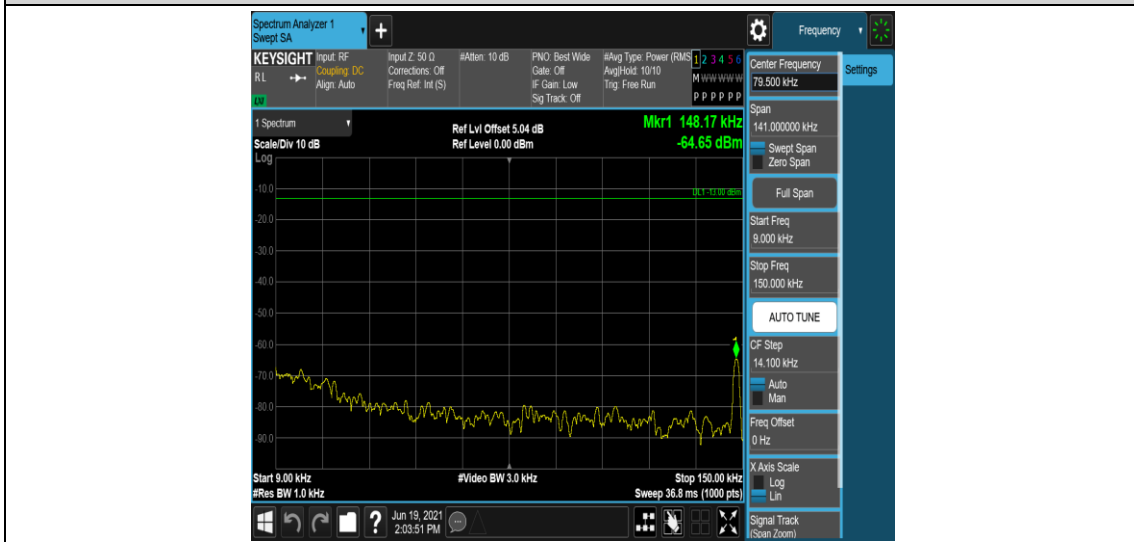 Spectrum Analyzer 1
Swept SA
+
Frequency
KEYSIGHT
RL
Input: RF
Coupling: DC
Align: Auto
Input Z: 50 Ω
Corrections: Off
Freq Ref: Int (S)
#Atten: 10 dB
PNO: Best Wide
Gate: Off
IF Gain: Low
Sig Track: Off
#Avg Type: Power (RMS
Avg|Hold: 10/10
Trig: Free Run
1 2 3 4 5 6
M W W W W W
P P P P P P
1 Spectrum
Scale/Div 10 dB
Log
Ref Lvl Offset 5.04 dB
Ref Level 0.00 dBm
Mkr1 148.17 kHz
-64.65 dBm
DL1 -13.00 dBm
-10.0
-20.0
-30.0
-40.0
-50.0
-60.0
-70.0
-80.0
-90.0
1
Start 9.00 kHz
#Res BW 1.0 kHz
#Video BW 3.0 kHz
Stop 150.00 kHz
Sweep 36.8 ms (1000 pts)
Center Frequency
79.500 kHz
Settings
Span
141.000000 kHz
Swept Span
Zero Span
Full Span
Start Freq
9.000 kHz
Stop Freq
150.000 kHz
AUTO TUNE
CF Step
14.100 kHz
Auto
Man
Freq Offset
0 Hz
X Axis Scale
Log
Lin
Signal Track
(Span Zoom)
?
Jun 19, 2021
2:03:51 PM